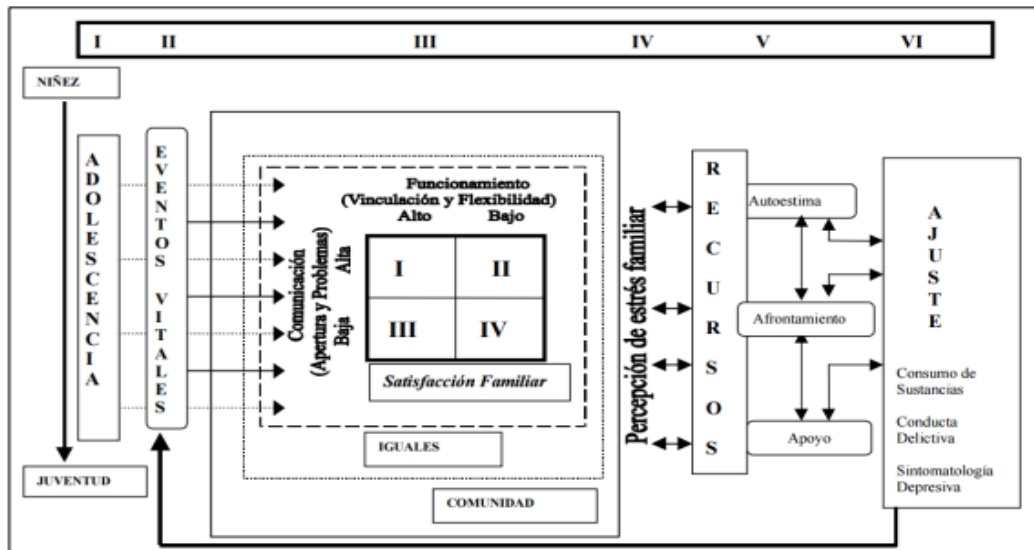 I II III IV V VI
NIÑEZ
ADOLESCENCIA
JUVENTUD
EVENTOS VITALES
Funcionamiento
(Vinculación y Flexibilidad)
Alto Bajo
Comunicación
(Apertura y Problemas)
Alta
Baja
I II
III IV
Satisfacción Familiar
IGUALES
COMUNIDAD
Percepción de estrés familiar
RECURSOS
Autoestima
Afrontamiento
Apoyo
AJUSTE
Consumo de
Sustancias
Conducta
Delictiva
Sintomatología
Depresiva